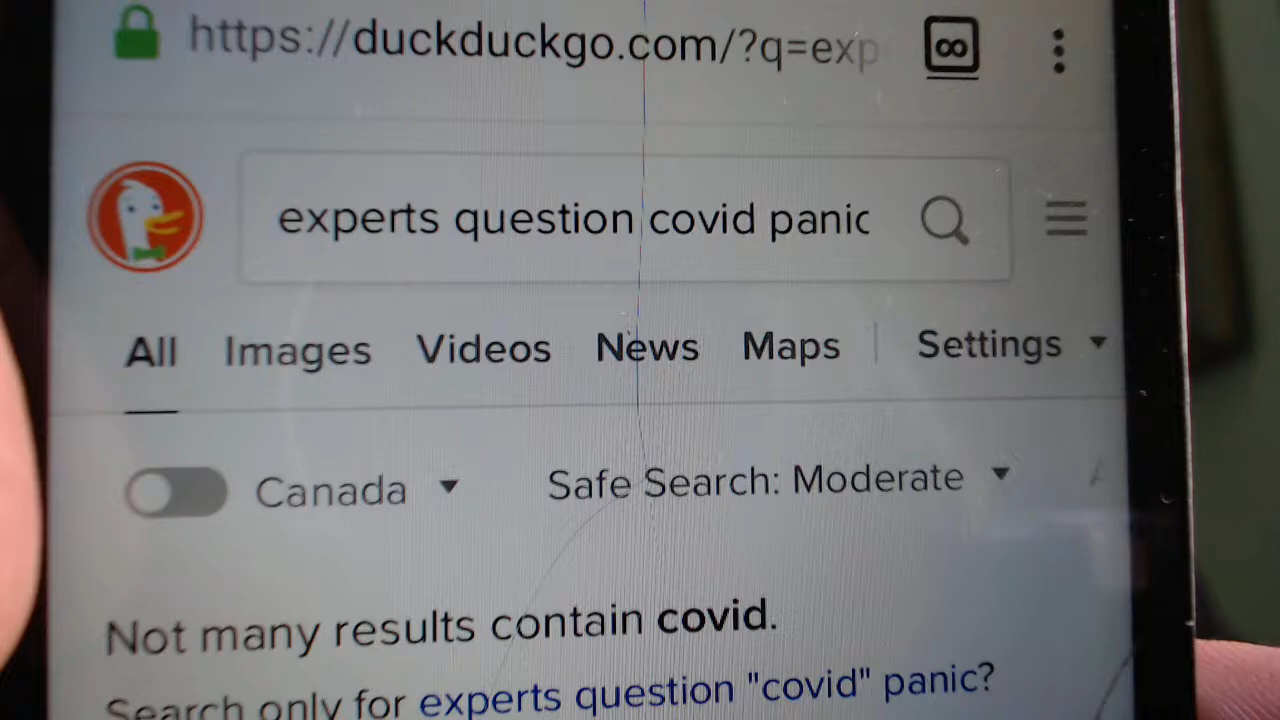 https://duckduckgo.com/?q=exp
experts question covid panic
All Images Videos News Maps Settings
Canada Safe Search: Moderate
Not many results contain covid.
Search only for experts question "covid" panic?